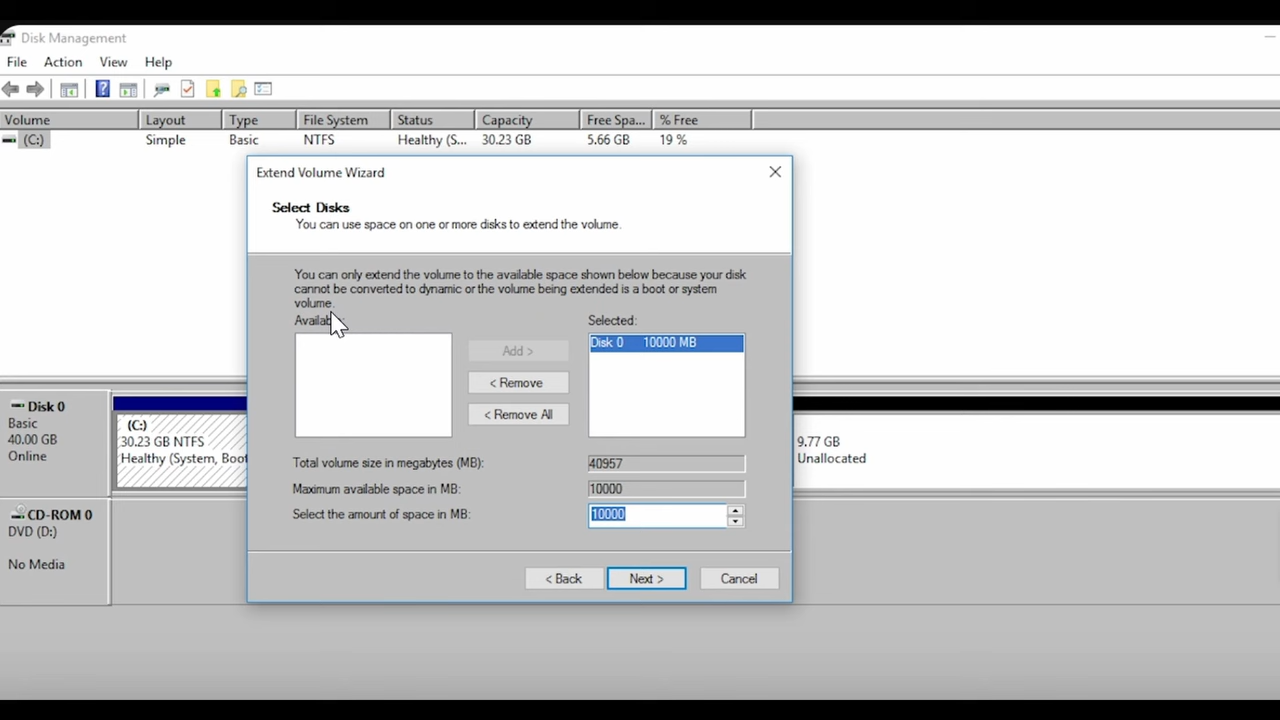 Disk Management
File Action View Help
Volume Layout Type File System Status Capacity Free Spa... % Free
(C:) Simple Basic NTFS Healthy (S... 30.23 GB 5.66 GB 19 %
Extend Volume Wizard
Select Disks
You can use space on one or more disks to extend the volume.
You can only extend the volume to the available space shown below because your disk
cannot be converted to dynamic or the volume being extended is a boot or system
volume.
Selected:
Disk 0 10000 MB
Add >
< Remove
< Remove All
Total volume size in megabytes (MB): 40957
Maximum available space in MB: 10000
Select the amount of space in MB: 10000
< Back Next > Cancel
Disk 0
Basic
40.00 GB
Online
(C:)
30.23 GB NTFS
Healthy (System, Boot
9.77 GB
Unallocated
CD-ROM 0
DVD (D:)
No Media